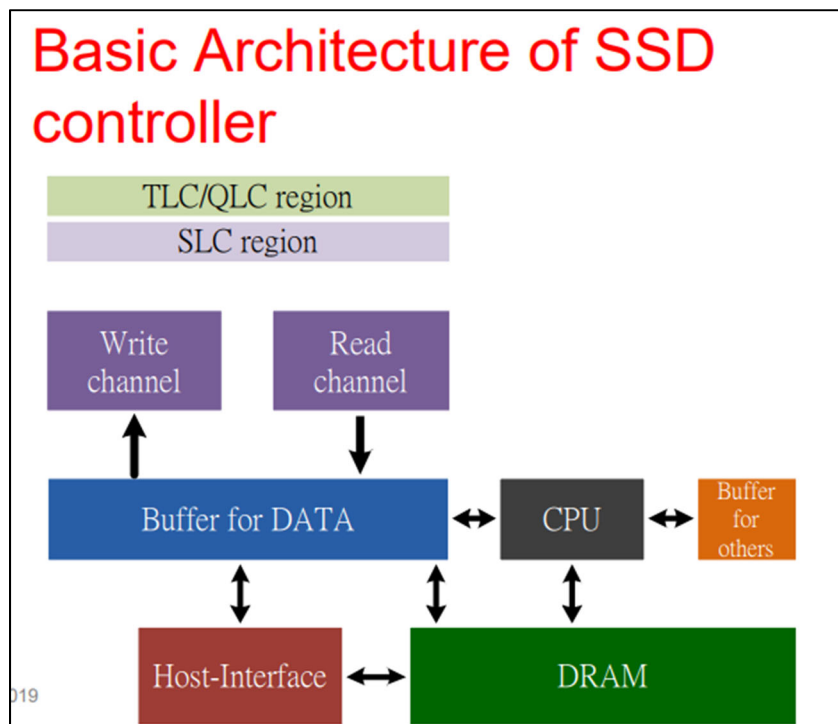 Basic Architecture of SSD
controller
TLC/QLC region
SLC region
Write
channel
Read
channel
Buffer for DATA
CPU
Buffer
for
others
Host-Interface
DRAM
019